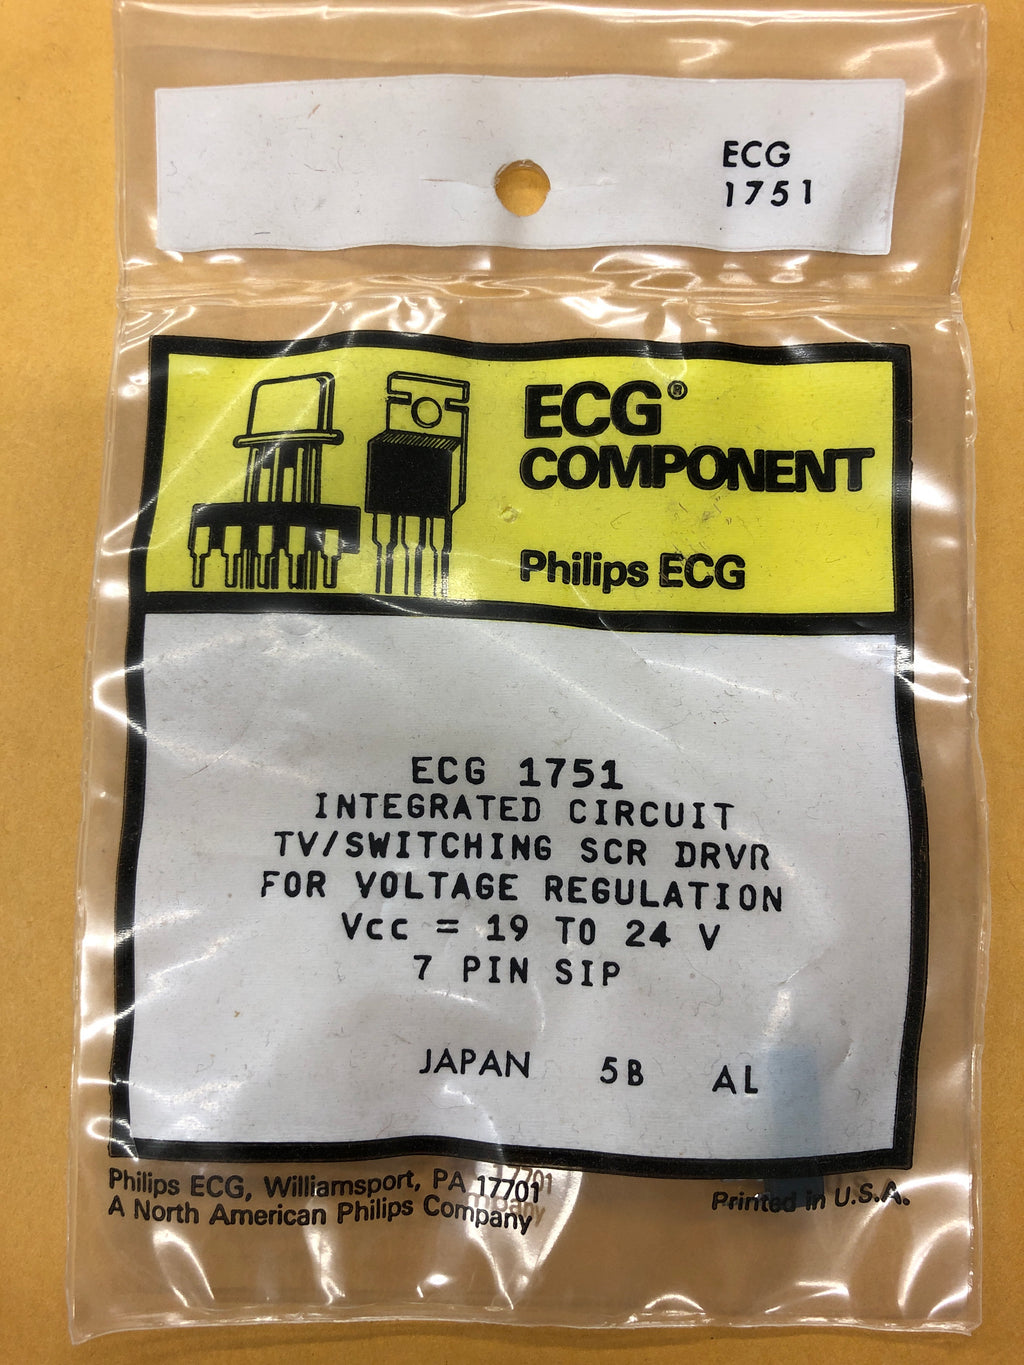 ECG
1751
ECG®
COMPONENT
Philips ECG
ECG 1751
INTEGRATED CIRCUIT
TV/SWITCHING SCR DRVR
FOR VOLTAGE REGULATION
Vcc = 19 TO 24 V
7 PIN SIP
JAPAN 5B AL
Philips ECG, Williamsport, PA 17701
A North American Philips Company
Printed in U.S.A.